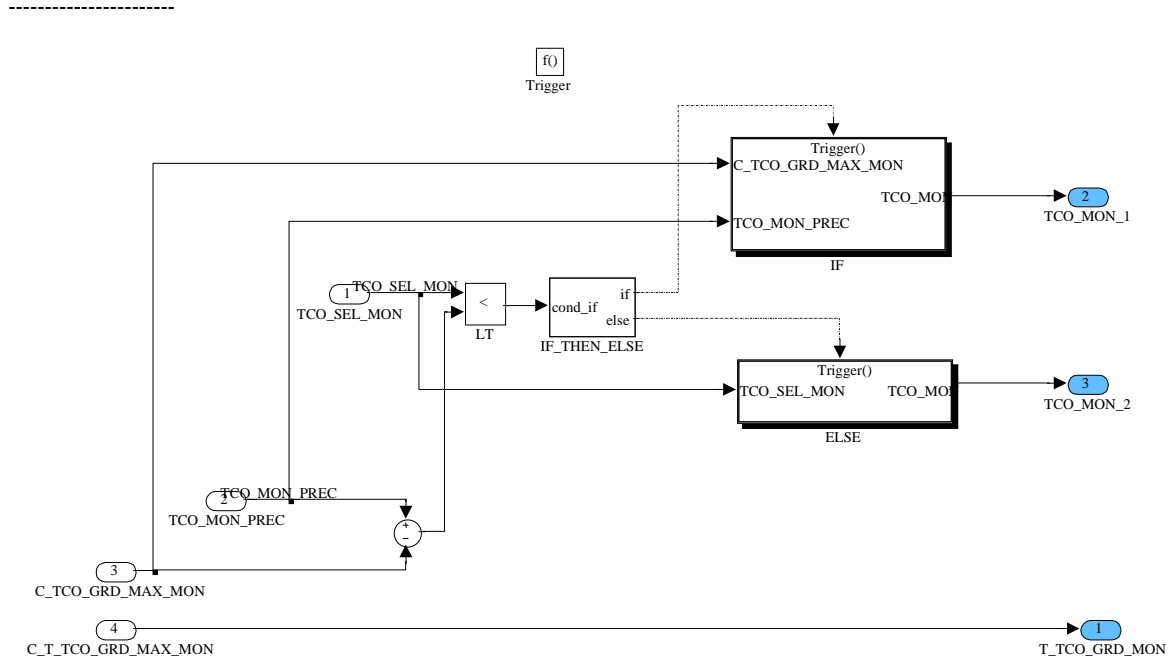 -----------------------
f()
Trigger
Trigger()
C_TCO_GRD_MAX_MON
TCO_MON
2
TCO_MON_1
TCO_MON_PREC
IF
1
TCO_SEL_MON
TCO_SEL_MON
<
LT
cond_if
if
else
IF_THEN_ELSE
Trigger()
TCO_SEL_MON
TCO_MON
3
TCO_MON_2
ELSE
2
TCO_MON_PREC
TCO_MON_PREC
+
-
3
C_TCO_GRD_MAX_MON
4
C_T_TCO_GRD_MAX_MON
1
T_TCO_GRD_MON